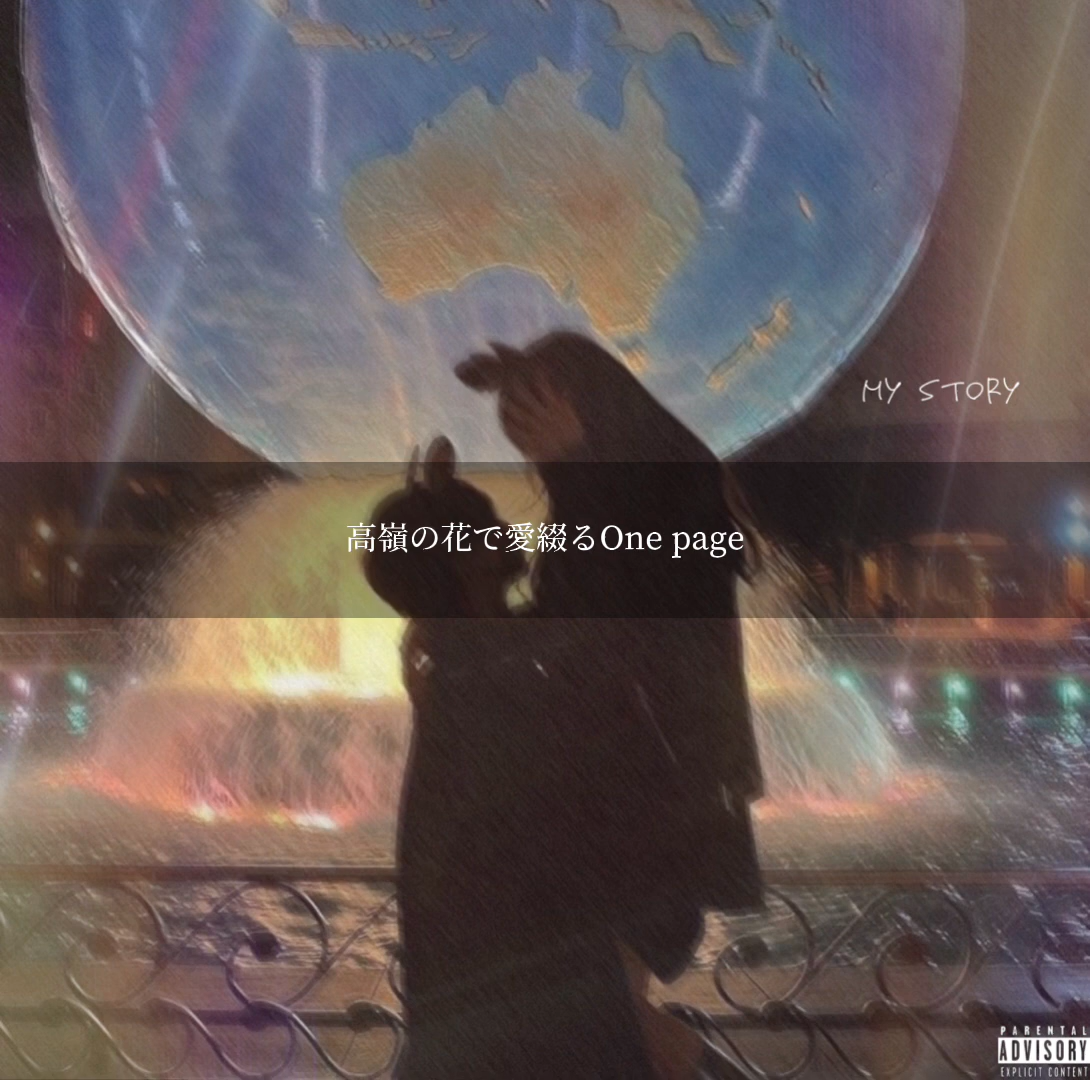 MY STORY
高嶺の花で愛綴るOne page
PARENTAL
ADVISORY
EXPLICIT CONTENT